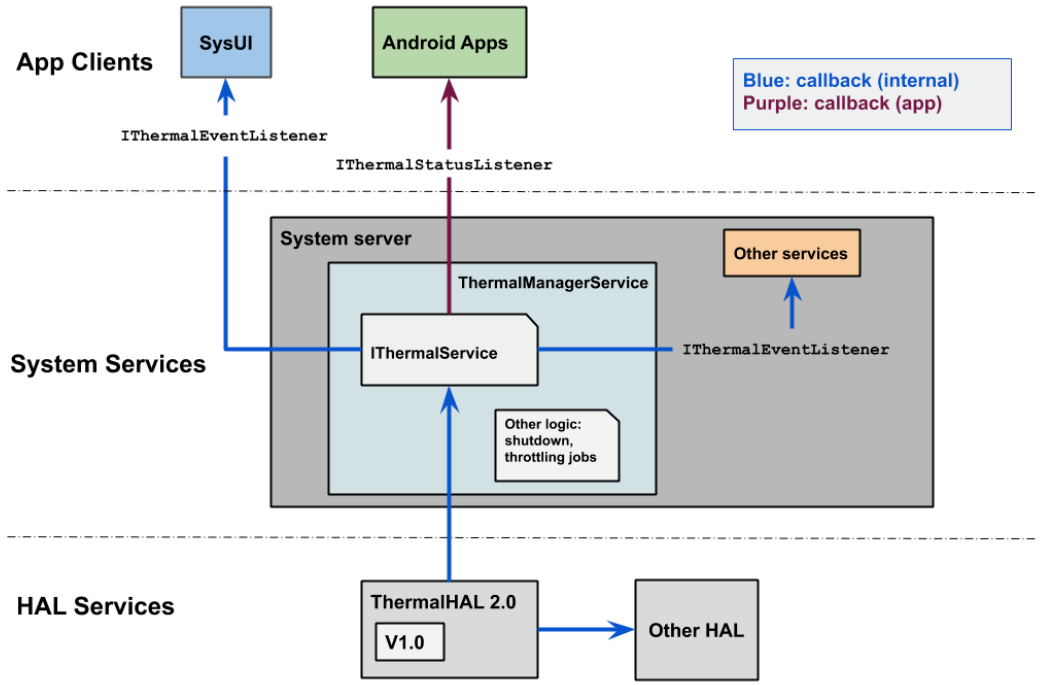 App Clients
SysUI
Android Apps
Blue: callback (internal)
Purple: callback (app)
IThermalEventListener
IThermalStatusListener
System Services
System server
ThermalManagerService
Other services
IThermalService
IThermalEventListener
Other logic:
shutdown,
throttling jobs
HAL Services
ThermalHAL 2.0
V1.0
Other HAL